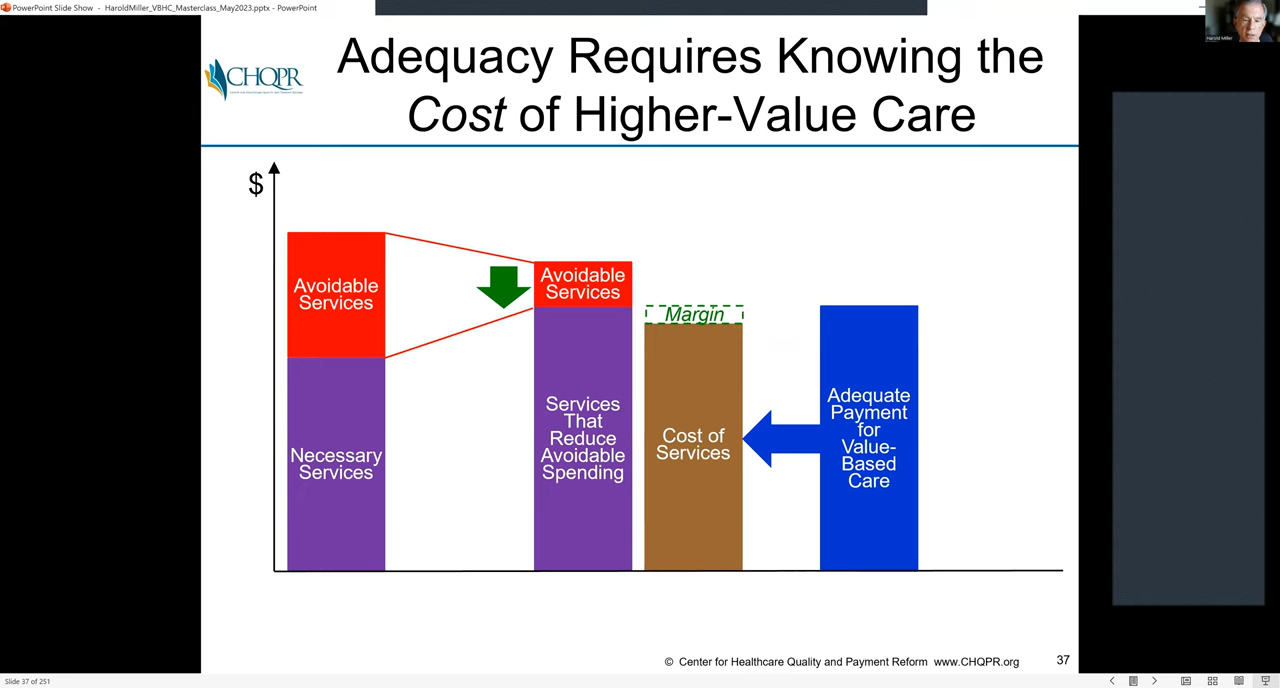 PowerPoint Slide Show - HaroldMiller_VBHC_Masterclass_May2023.pptx - PowerPoint
Harold Miller
CHQPR
Adequacy Requires Knowing the
Cost of Higher-Value Care
$
Avoidable
Services
Necessary
Services
Avoidable
Services
Services
That
Reduce
Avoidable
Spending
Margin
Cost of
Services
Adequate
Payment
for
Value-
Based
Care
© Center for Healthcare Quality and Payment Reform www.CHQPR.org
37
Slide 37 of 251